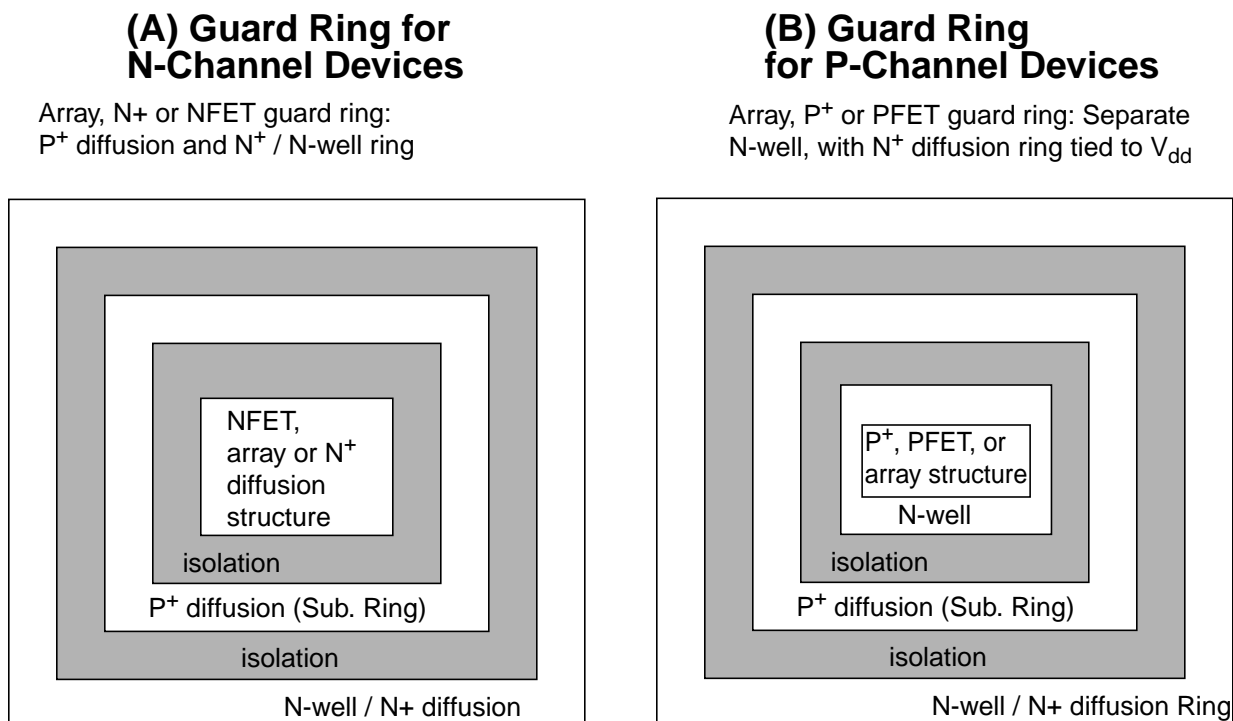 (A) Guard Ring for
N-Channel Devices
Array, N+ or NFET guard ring:
P+ diffusion and N+ / N-well ring
NFET,
array or N+
diffusion
structure
isolation
P+ diffusion (Sub. Ring)
isolation
N-well / N+ diffusion
(B) Guard Ring
for P-Channel Devices
Array, P+ or PFET guard ring: Separate
N-well, with N+ diffusion ring tied to Vdd
P+, PFET, or
array structure
N-well
isolation
P+ diffusion (Sub. Ring)
isolation
N-well / N+ diffusion Ring